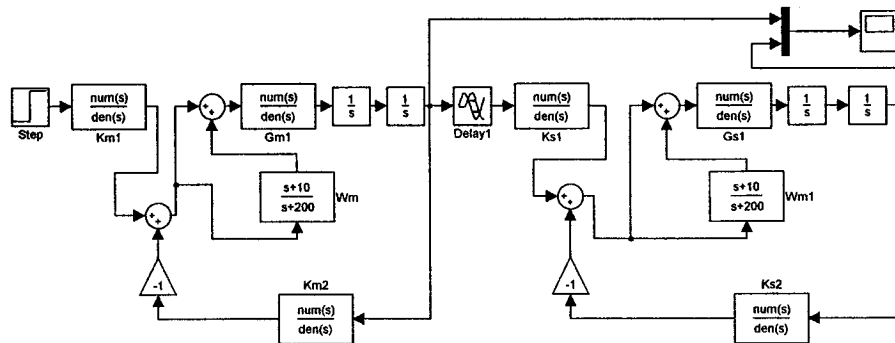 Step
num(s)
den(s)
Km1
+
+
num(s)
den(s)
Gm1
1
s
1
s
Delay1
num(s)
den(s)
Ks1
+
+
num(s)
den(s)
Gs1
1
s
1
s
s+10
s+200
Wm
+
+
s+10
s+200
Wm1
+
+
-1
Km2
num(s)
den(s)
-1
Ks2
num(s)
den(s)